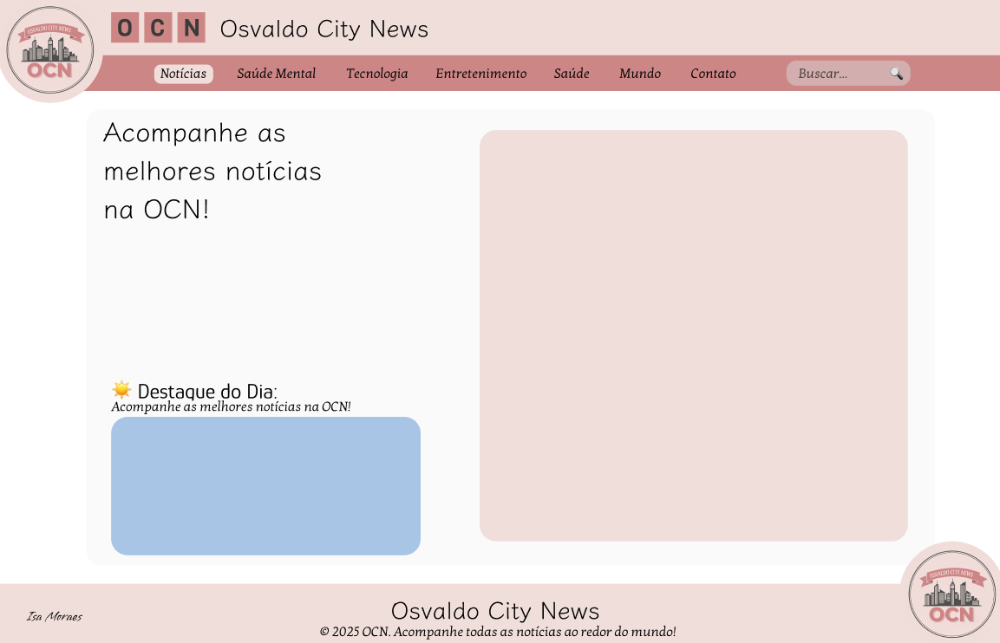 OSVALDO CITY NEWS
OCN
O C N
Osvaldo City News
Notícias
Saúde Mental
Tecnologia
Entretenimento
Saúde
Mundo
Contato
Buscar...
Acompanhe as
melhores notícias
na OCN!
Destaque do Dia:
Acompanhe as melhores notícias na OCN!
Isa Moraes
Osvaldo City News
© 2025 OCN. Acompanhe todas as notícias ao redor do mundo!
OSVALDO CITY NEWS
OCN